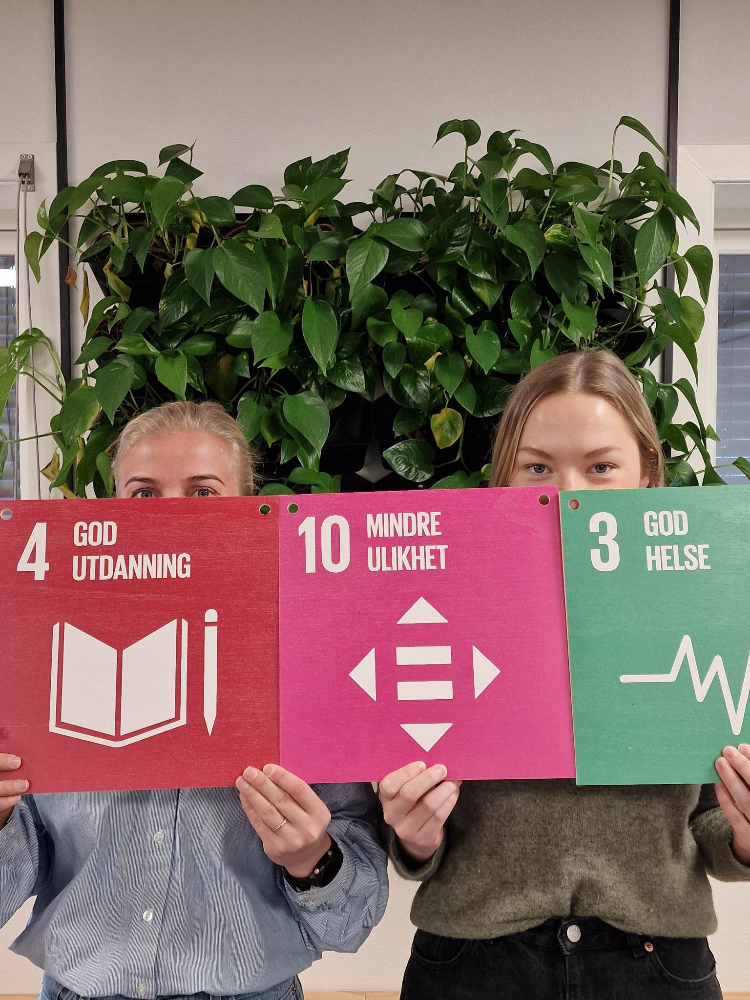 4 GOD
UTDANNING
10 MINDRE
ULIKHET
3 GOD
HELSE